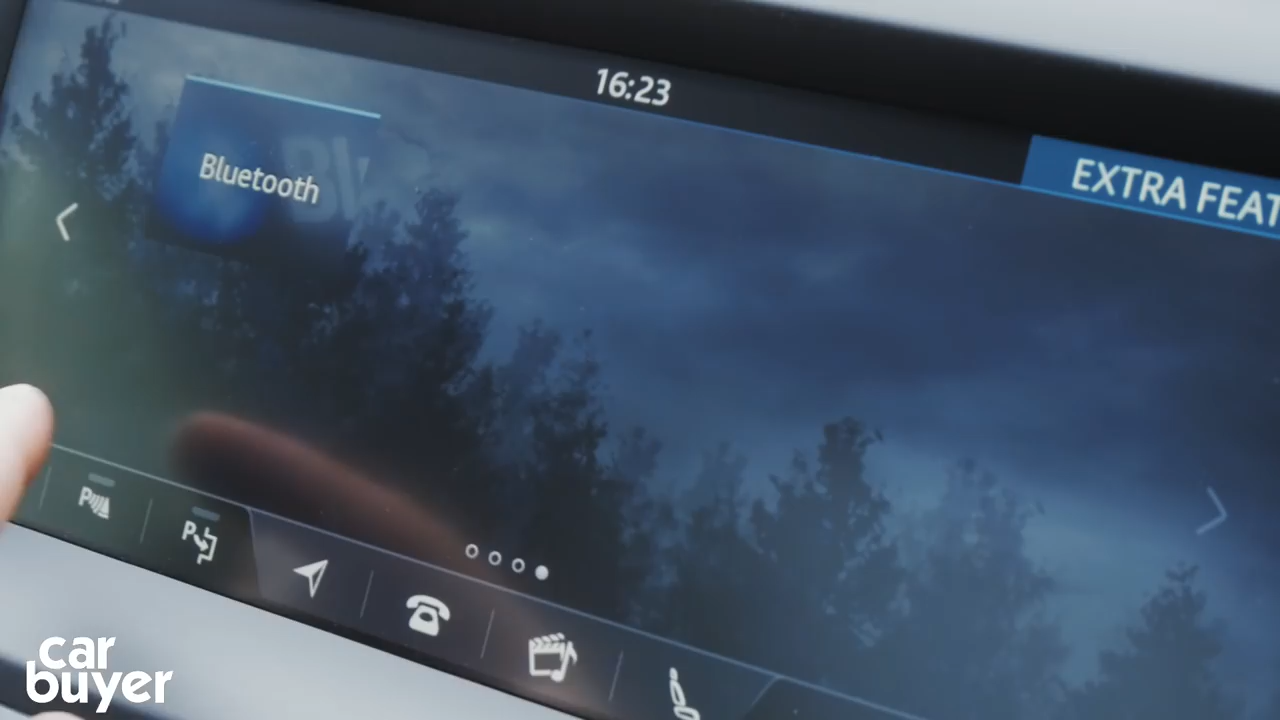 16:23
EXTRA FEAT
Bluetooth
P
P
car
buyer